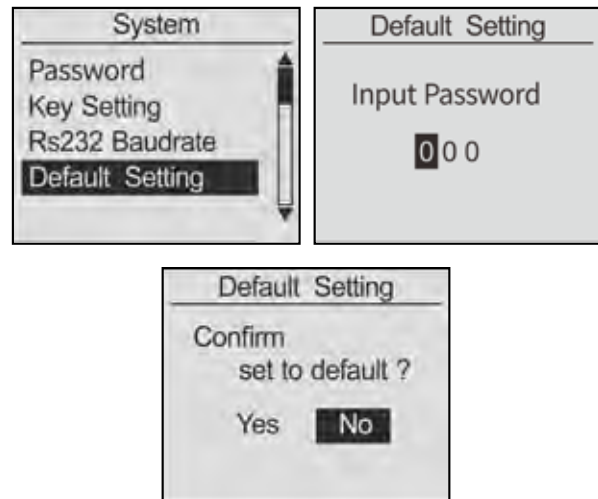 System
Password
Key Setting
Rs232 Baudrate
Default Setting
Default Setting
Input Password
0 0 0
Default Setting
Confirm
set to default ?
Yes No